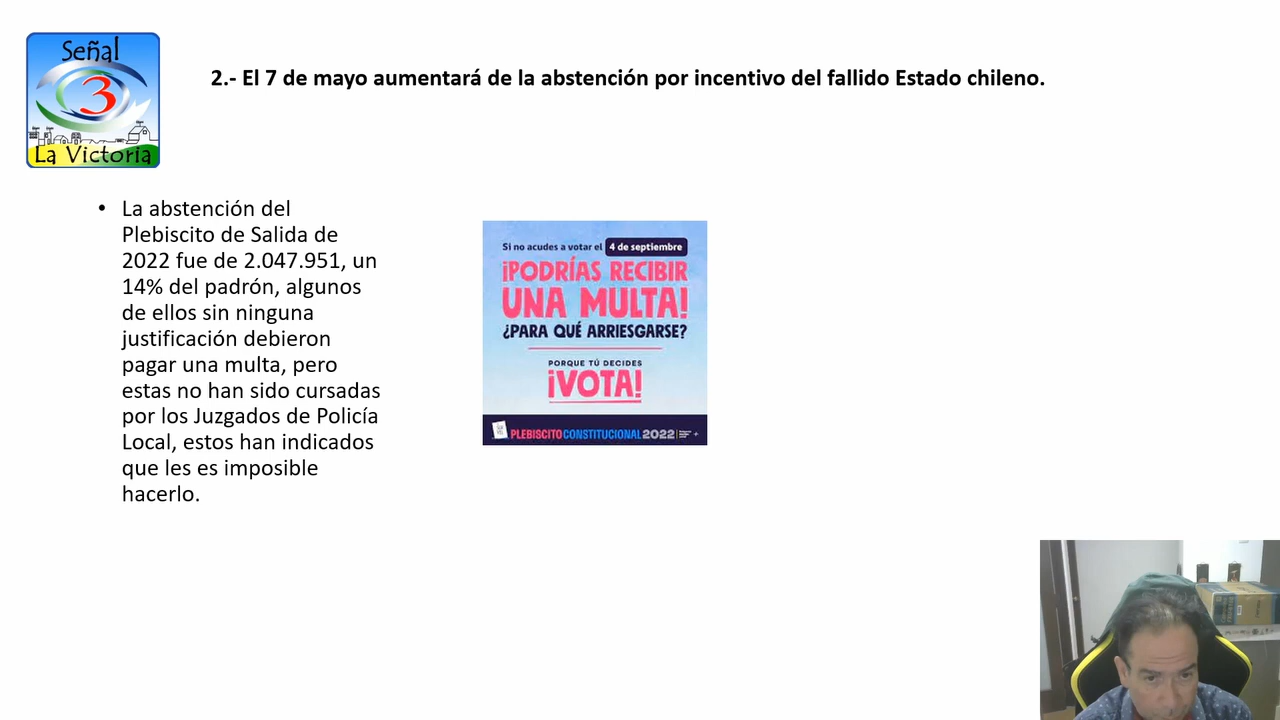 Señal
3
La Victoria
2.- El 7 de mayo aumentará de la abstención por incentivo del fallido Estado chileno.
• La abstención del
Plebiscito de Salida de
2022 fue de 2.047.951, un
14% del padrón, algunos
de ellos sin ninguna
justificación debieron
pagar una multa, pero
estas no han sido cursadas
por los Juzgados de Policía
Local, estos han indicados
que les es imposible
hacerlo.
Si no acudes a votar el 4 de septiembre
¡PODRÍAS RECIBIR
UNA MULTA!
¿PARA QUÉ ARRIESGARSE?
PORQUE TÚ DECIDES
¡VOTA!
PLEBISCITO CONSTITUCIONAL 2022